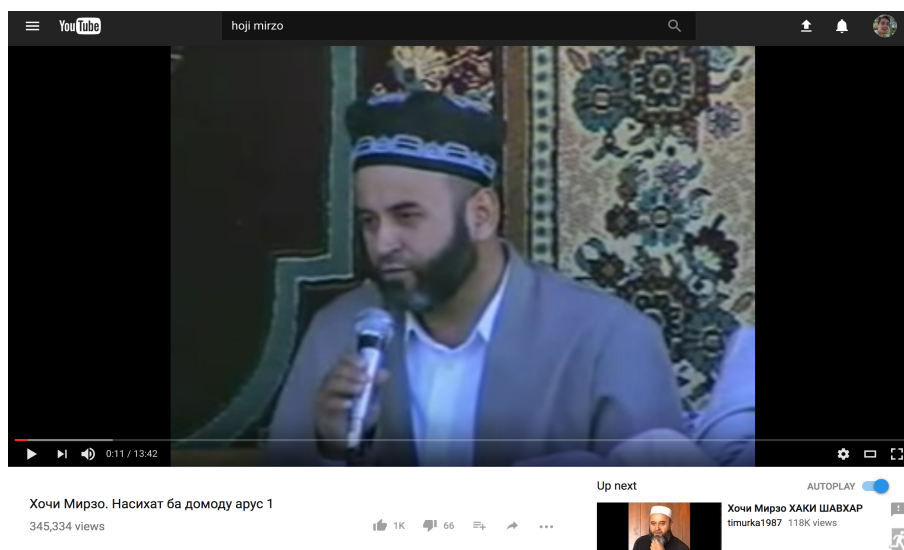 YouTube
hoji mirzo
0:11 / 13:42
Хочи Мирзо. Насихат ба домоду арус 1
345,334 views
1K
66
Up next
AUTOPLAY
Хочи Мирзо ХАКИ ШАВХАР
timurka1987 118K views